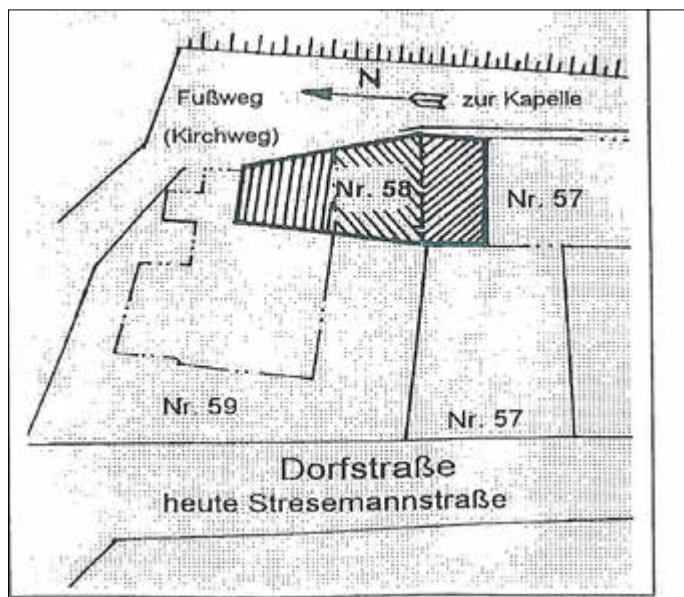 N
Fußweg
zur Kapelle
(Kirchweg)
Nr. 58
Nr. 57
Nr. 59
Nr. 57
Dorfstraße
heute Stresemannstraße